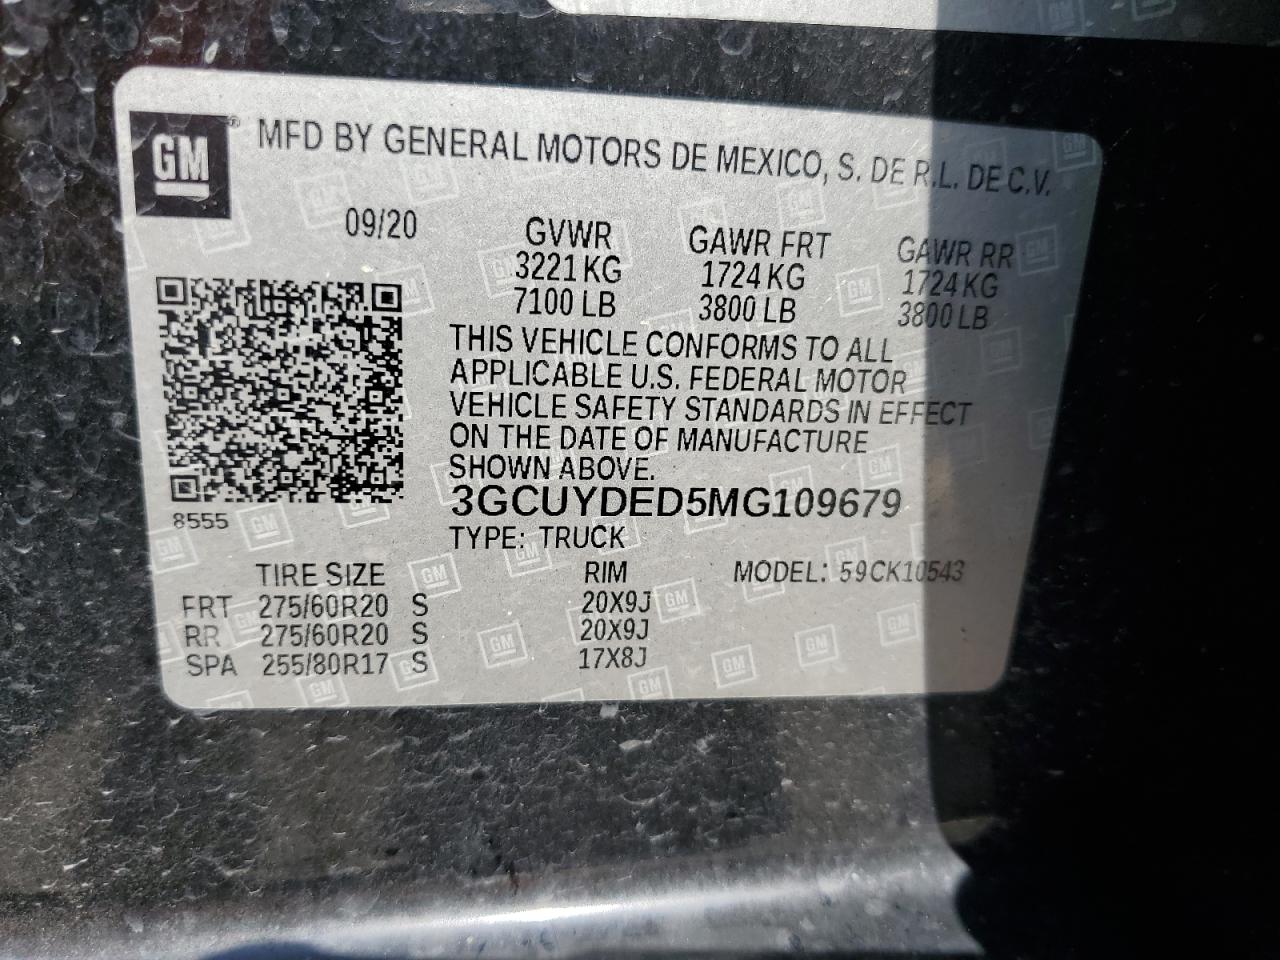 GM
MFD BY GENERAL MOTORS DE MEXICO, S. DE R.L. DE C.V.
09/20
GVWR GAWR FRT GAWR RR
3221 KG 1724 KG 1724 KG
7100 LB 3800 LB 3800 LB
THIS VEHICLE CONFORMS TO ALL
APPLICABLE U.S. FEDERAL MOTOR
VEHICLE SAFETY STANDARDS IN EFFECT
ON THE DATE OF MANUFACTURE
SHOWN ABOVE.
3GCUYDED5MG109679
8555
TYPE: TRUCK
TIRE SIZE RIM MODEL: 59CK10543
FRT 275/60R20 S 20X9J
RR 275/60R20 S 20X9J
SPA 255/80R17 S 17X8J